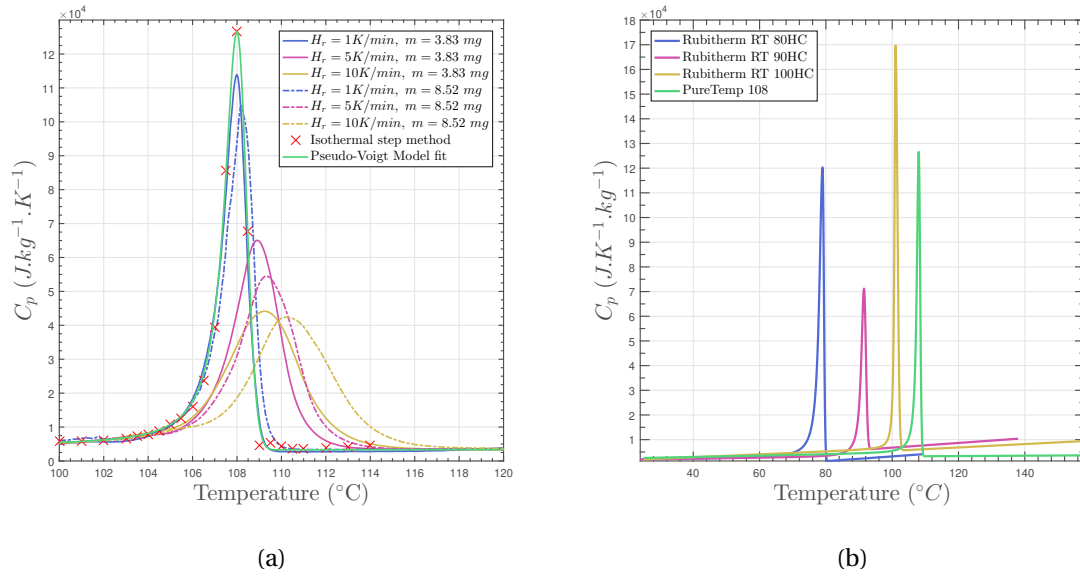 ×10⁴
13
12
11
10
9
8
7
6
5
4
3
2
1
0
C_p (J.kg⁻¹.K⁻¹)
H_r = 1K/min, m = 3.83 mg
H_r = 5K/min, m = 3.83 mg
H_r = 10K/min, m = 3.83 mg
H_r = 1K/min, m = 8.52 mg
H_r = 5K/min, m = 8.52 mg
H_r = 10K/min, m = 8.52 mg
Isothermal step method
Pseudo-Voigt Model fit
100 102 104 106 108 110 112 114 116 118 120
Temperature (°C)
(a)
×10⁴
18
17
16
15
14
13
12
11
10
9
8
7
6
5
4
3
2
1
C_p (J.K⁻¹.kg⁻¹)
Rubitherm RT 80HC
Rubitherm RT 90HC
Rubitherm RT 100HC
PureTemp 108
40 60 80 100 120 140
Temperature (°C)
(b)